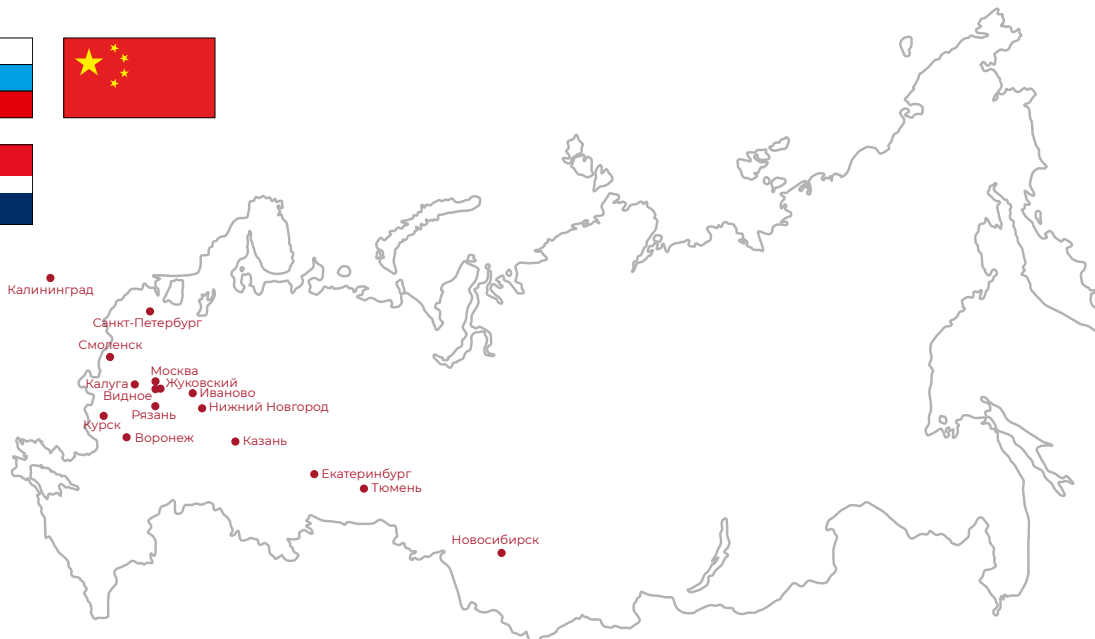 Калининград
Санкт-Петербург
Смоленск
Москва
Калуга
Жуковский
Видное
Иваново
Рязань
Нижний Новгород
Курск
Воронеж
Казань
Екатеринбург
Тюмень
Новосибирск